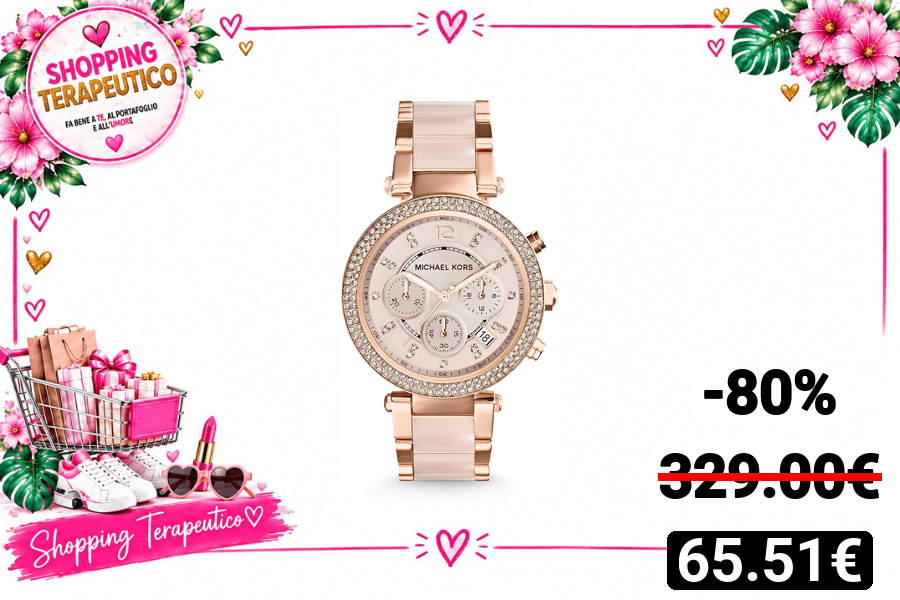 SHOPPING
TERAPEUTICO
FA BENE A TE, AL PORTAFOGLIO
E ALL'UMORE
12
MICHAEL KORS
18
-80%
329.00€
65.51€
Shopping Terapeutico